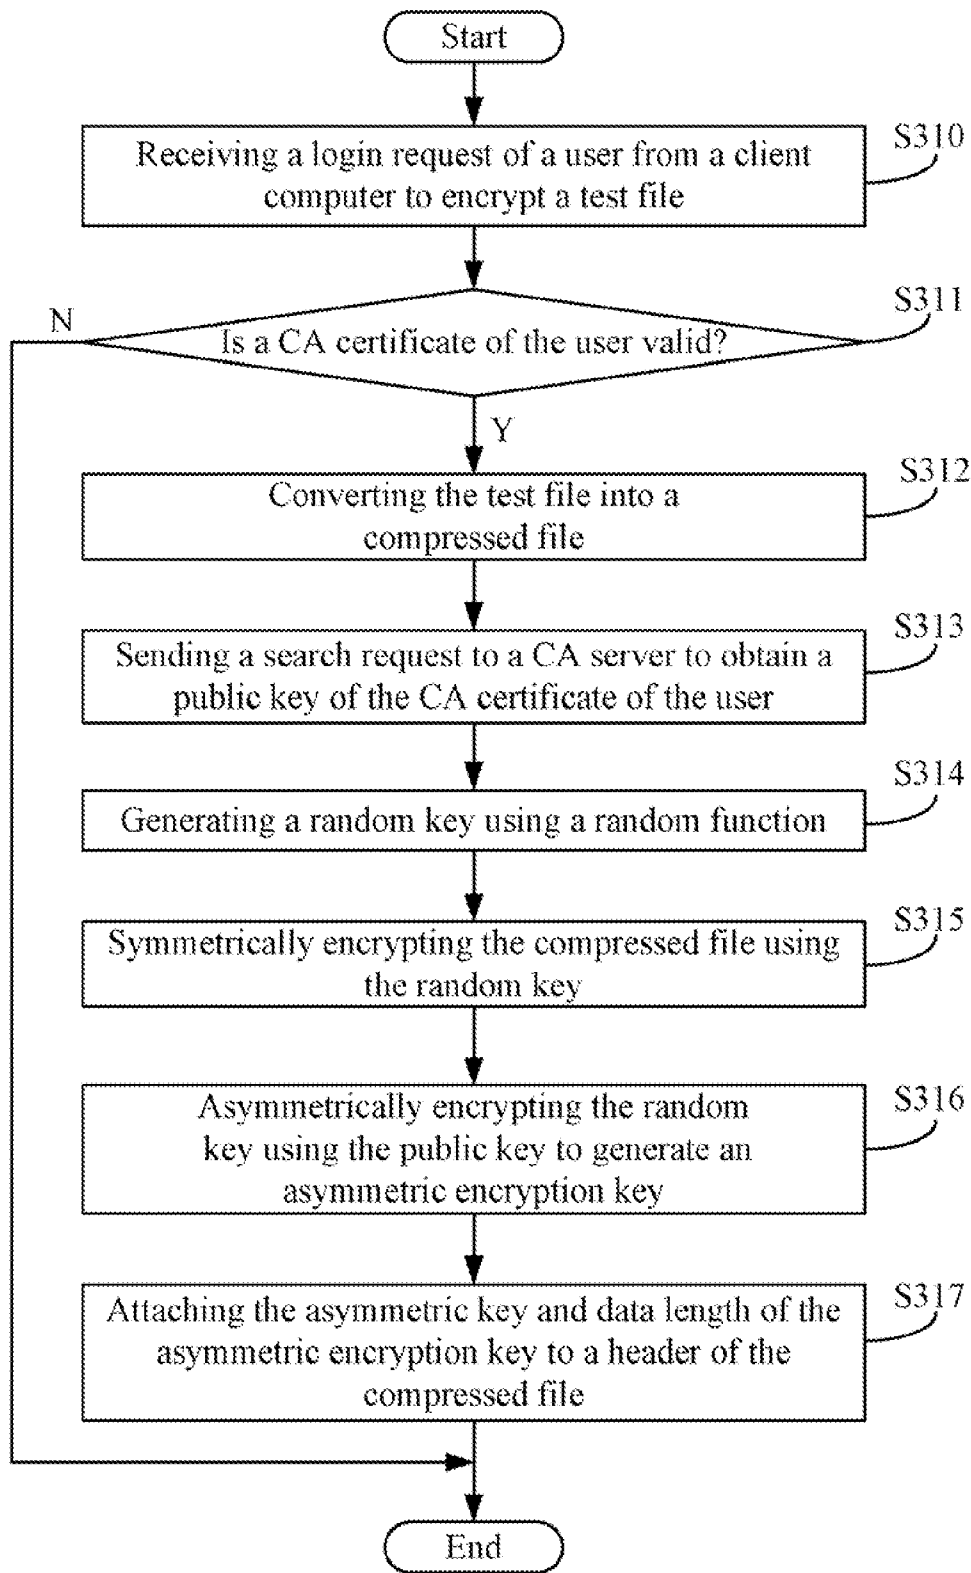 Start
S310
Receiving a login request of a user from a client
computer to encrypt a test file
S311
N
Is a CA certificate of the user valid?
Y
S312
Converting the test file into a
compressed file
S313
Sending a search request to a CA server to obtain a
public key of the CA certificate of the user
S314
Generating a random key using a random function
S315
Symmetrically encrypting the compressed file using
the random key
S316
Asymmetrically encrypting the random
key using the public key to generate an
asymmetric encryption key
S317
Attaching the asymmetric key and data length of the
asymmetric encryption key to a header of the
compressed file
End